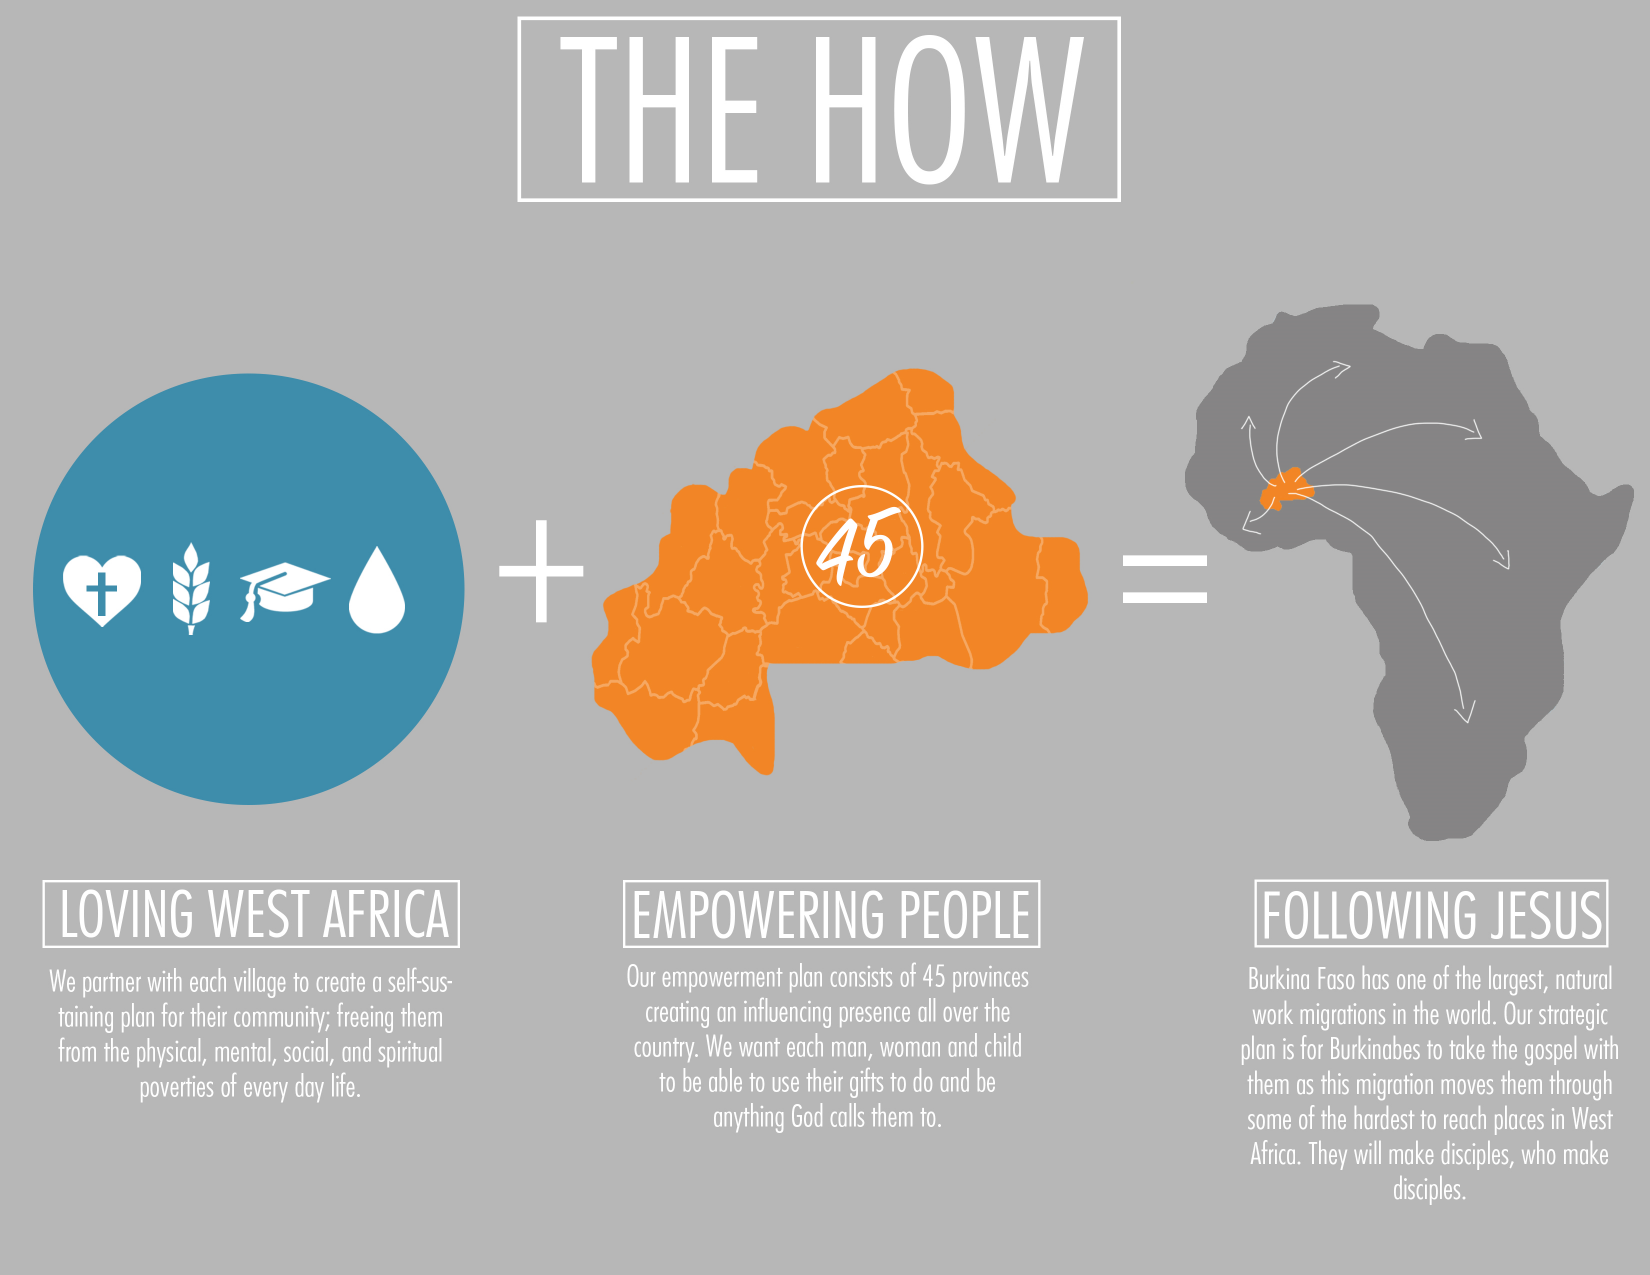 THE HOW
45
LOVING WEST AFRICA
We partner with each village to create a self-sus-
taining plan for their community; freeing them
from the physical, mental, social, and spiritual
poverties of every day life.
EMPOWERING PEOPLE
Our empowerment plan consists of 45 provinces
creating an influencing presence all over the
country. We want each man, woman and child
to be able to use their gifts to do and be
anything God calls them to.
FOLLOWING JESUS
Burkina Faso has one of the largest, natural
work migrations in the world. Our strategic
plan is for Burkinabes to take the gospel with
them as this migration moves them through
some of the hardest to reach places in West
Africa. They will make disciples, who make
disciples.